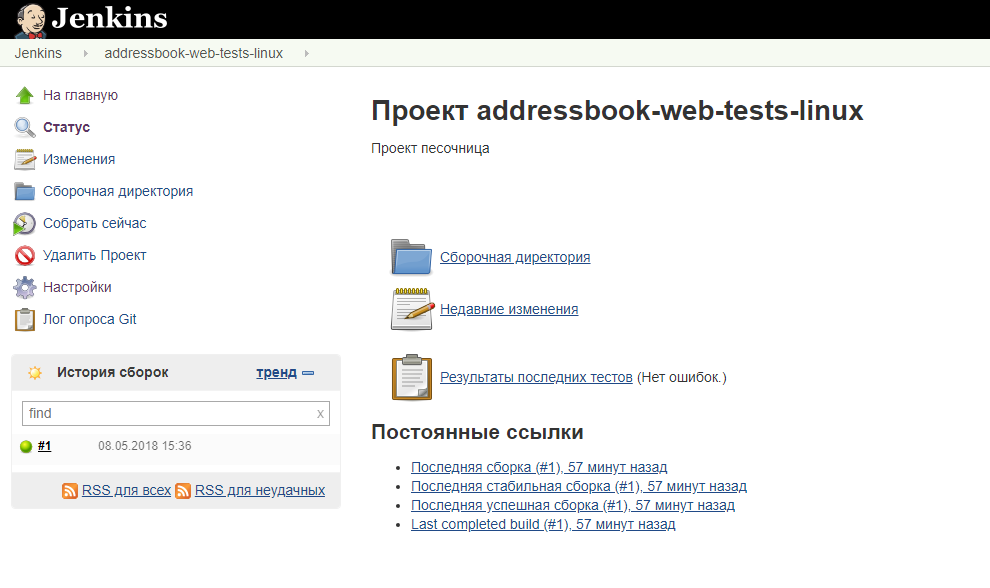 Jenkins
Jenkins addressbook-web-tests-linux
На главную
Статус
Изменения
Сборочная директория
Собрать сейчас
Удалить Проект
Настройки
Лог опроса Git
История сборок тренд
find x
#1 08.05.2018 15:36
RSS для всех RSS для неудачных
Проект addressbook-web-tests-linux
Проект песочница
Сборочная директория
Недавние изменения
Результаты последних тестов (Нет ошибок.)
Постоянные ссылки
Последняя сборка (#1), 57 минут назад
Последняя стабильная сборка (#1), 57 минут назад
Последняя успешная сборка (#1), 57 минут назад
Last completed build (#1), 57 минут назад